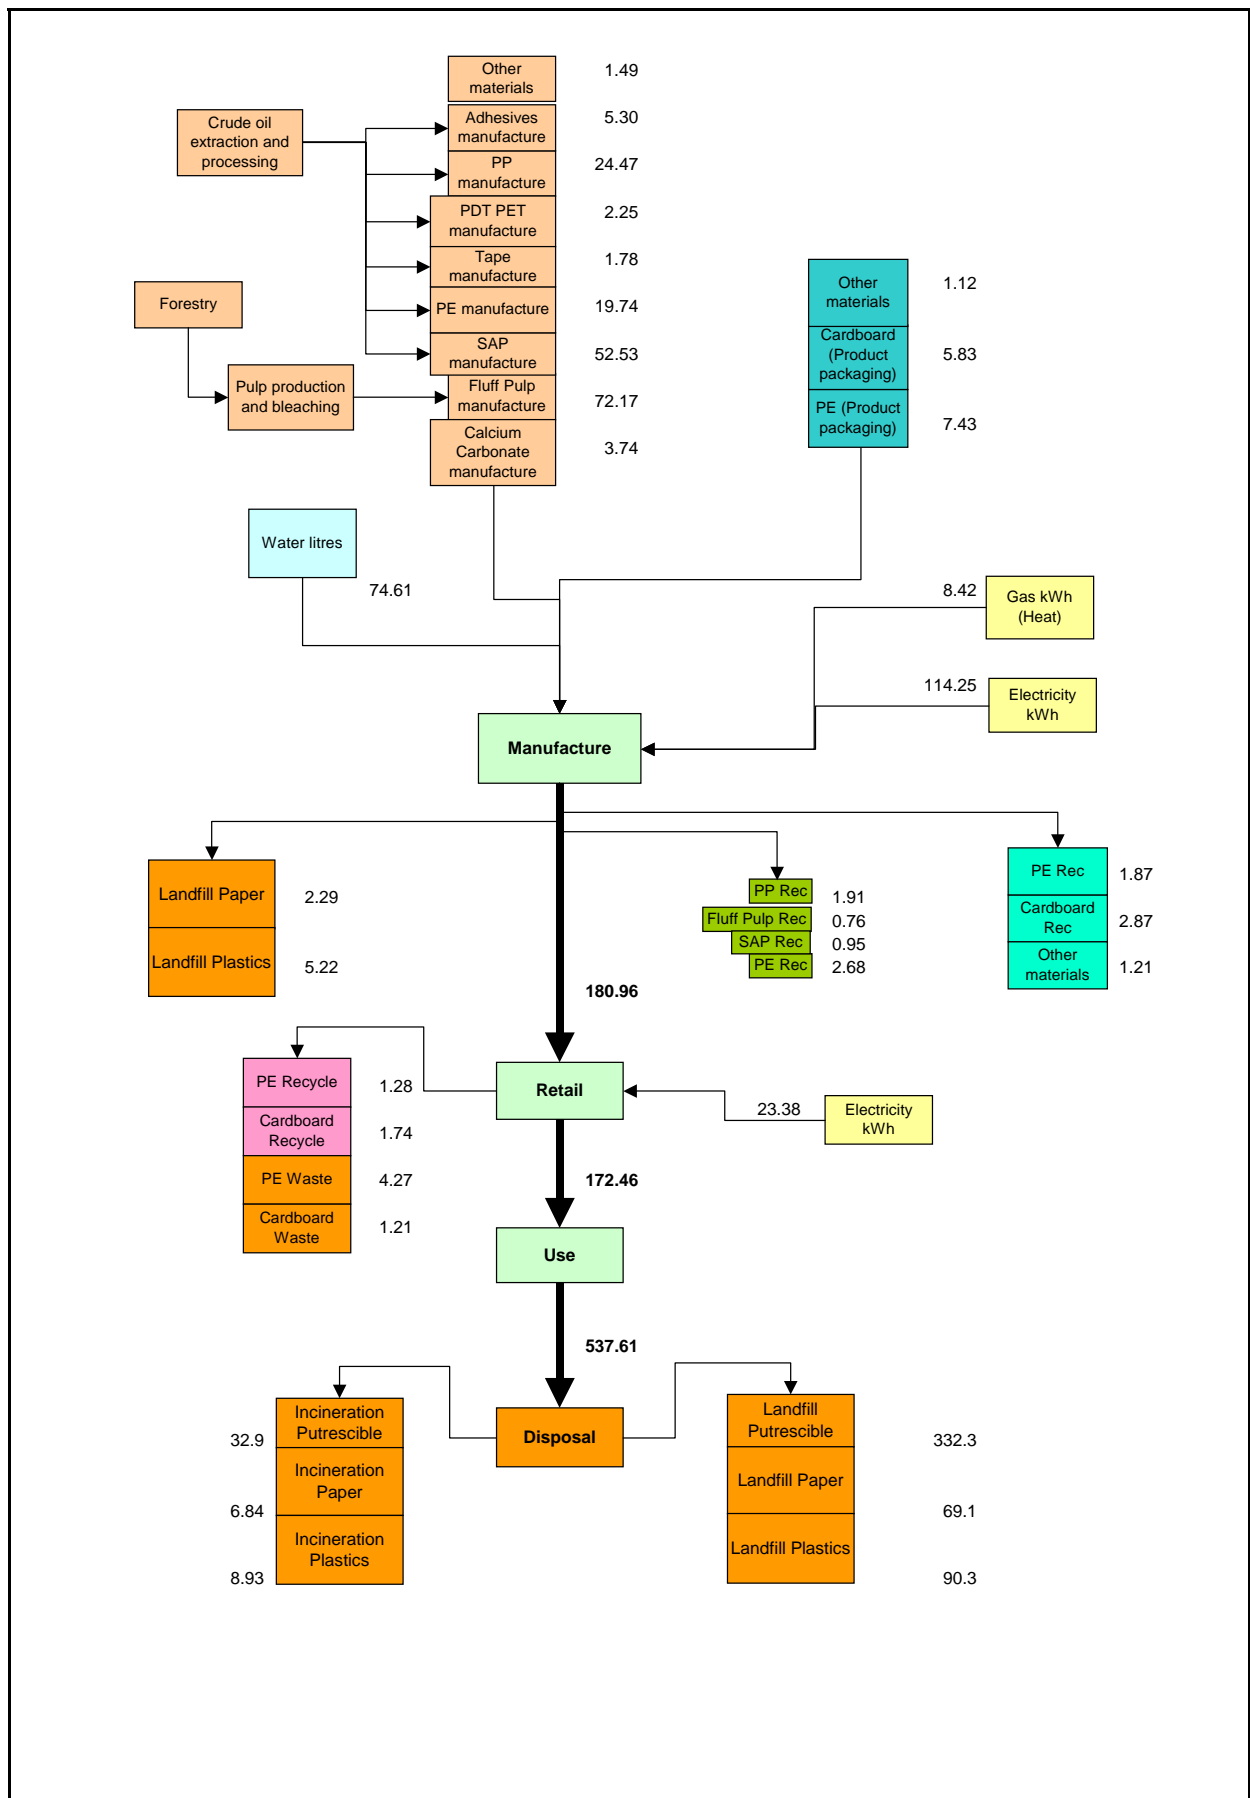 Other
materials
1.49
Crude oil
extraction and
processing
Adhesives
manufacture
5.30
PP
manufacture
24.47
PDT PET
manufacture
2.25
Tape
manufacture
1.78
Forestry
PE manufacture
19.74
SAP
manufacture
52.53
Pulp production
and bleaching
Fluff Pulp
manufacture
72.17
Calcium
Carbonate
manufacture
3.74
Other
materials
1.12
Cardboard
(Product
packaging)
5.83
PE (Product
packaging)
7.43
Water litres
74.61
8.42
Gas kWh
(Heat)
114.25
Electricity
kWh
Manufacture
Landfill Paper
2.29
Landfill Plastics
5.22
PP Rec
1.91
Fluff Pulp Rec
0.76
SAP Rec
0.95
PE Rec
2.68
PE Rec
1.87
Cardboard
Rec
2.87
Other
materials
1.21
180.96
PE Recycle
1.28
Cardboard
Recycle
1.74
PE Waste
4.27
Cardboard
Waste
1.21
Retail
23.38
Electricity
kWh
172.46
Use
537.61
Incineration
Putrescible
32.9
Incineration
Paper
6.84
Incineration
Plastics
8.93
Disposal
Landfill
Putrescible
332.3
Landfill Paper
69.1
Landfill Plastics
90.3